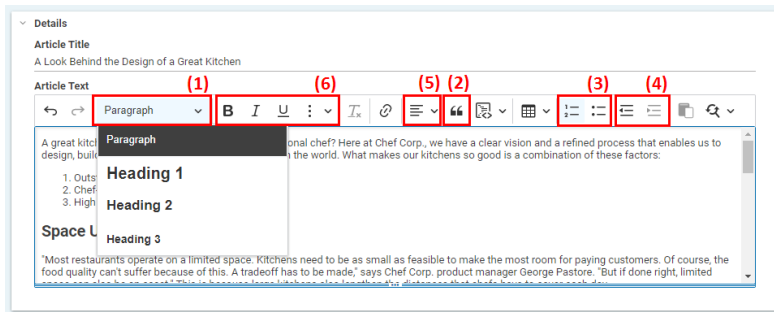 Details
Article Title
A Look Behind the Design of a Great Kitchen
Article Text
(1) (6) (5) (2) (3) (4)
Paragraph B I U Tx
Paragraph
Heading 1
Heading 2
Heading 3
A great kitc onal chef? Here at Chef Corp., we have a clear vision and a refined process that enables us to
design, buil n the world. What makes our kitchens so good is a combination of these factors:
1. Outs
2. Chef
3. High
Space U
"Most restaurants operate on a limited space. Kitchens need to be as small as feasible to make the most room for paying customers. Of course, the
food quality can't suffer because of this. A tradeoff has to be made," says Chef Corp. product manager George Pastore. "But if done right, limited